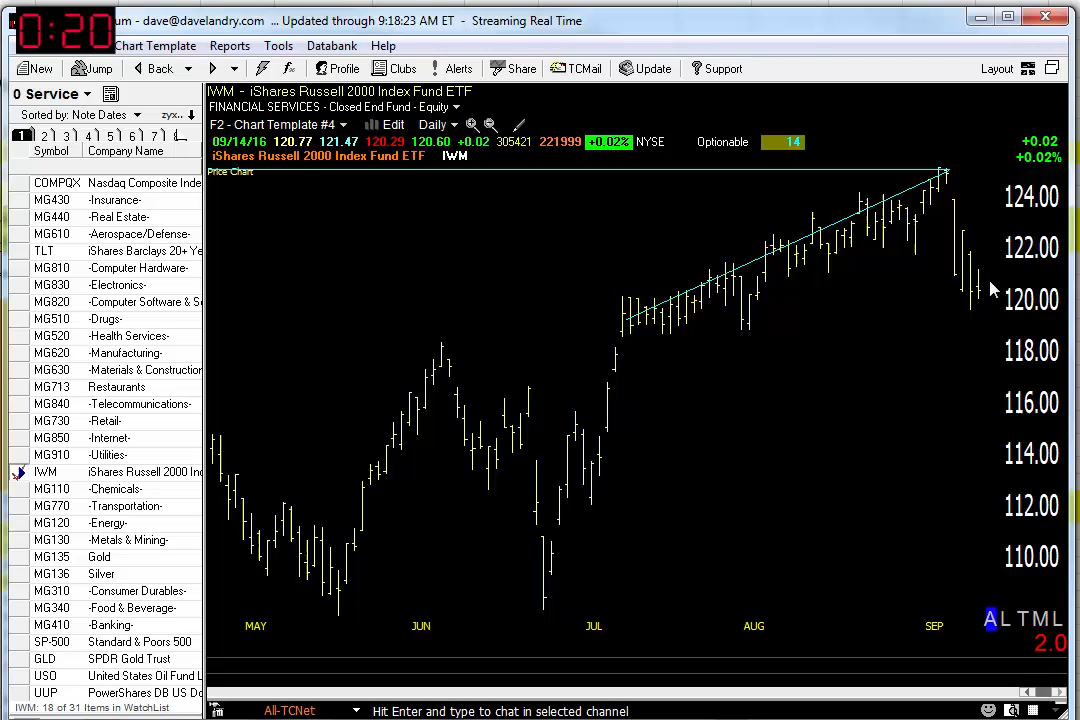 0:20
um - dave@davelandry.com ... Updated through 9:18:23 AM ET - Streaming Real Time
Chart Template Reports Tools Databank Help
New Jump Back Profile Clubs Alerts Share TCMail Update Support Layout
0 Service
Sorted by: Note Dates zyx..
1 2 3 4 5 6 7
Symbol Company Name
COMPQX Nasdaq Composite Inde
MG430 -Insurance-
MG440 -Real Estate-
MG610 -Aerospace/Defense-
TLT iShares Barclays 20+ Ye
MG810 -Computer Hardware-
MG830 -Electronics-
MG820 -Computer Software & S
MG510 -Drugs-
MG520 -Health Services-
MG620 -Manufacturing-
MG630 -Materials & Construction
MG713 Restaurants
MG840 -Telecommunications-
MG730 -Retail-
MG850 -Internet-
MG910 -Utilities-
IWM iShares Russell 2000 Ind
MG110 -Chemicals-
MG770 -Transportation-
MG120 -Energy-
MG130 -Metals & Mining-
MG135 Gold
MG136 Silver
MG310 -Consumer Durables-
MG340 -Food & Beverage-
MG410 -Banking-
SP-500 Standard & Poors 500
GLD SPDR Gold Trust
USO United States Oil Fund L
UUP PowerShares DB US Do
IWM: 18 of 31 Items in WatchList
IWM - iShares Russell 2000 Index Fund ETF
FINANCIAL SERVICES - Closed End Fund - Equity
F2 - Chart Template #4 Edit Daily
09/14/16 120.77 121.47 120.29 120.60 +0.02 305421 221999 +0.02% NYSE Optionable 14
+0.02
+0.02%
iShares Russell 2000 Index Fund ETF IWM
Price Chart
124.00
122.00
120.00
118.00
116.00
114.00
112.00
110.00
MAY JUN JUL AUG SEP
A L T M L
2.0
All-TCNet Hit Enter and type to chat in selected channel